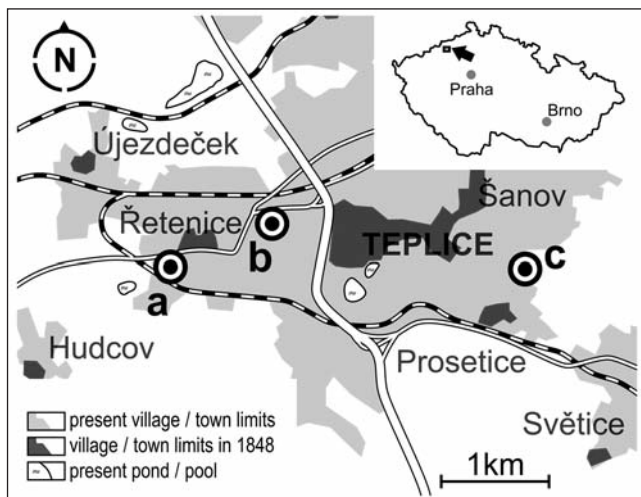 N
Praha
Brno
Újezdeček
Šanov
Řetenice
TEPLICE
a
b
c
Hudcov
Prosetice
Světice
present village / town limits
village / town limits in 1848
present pond / pool
1km